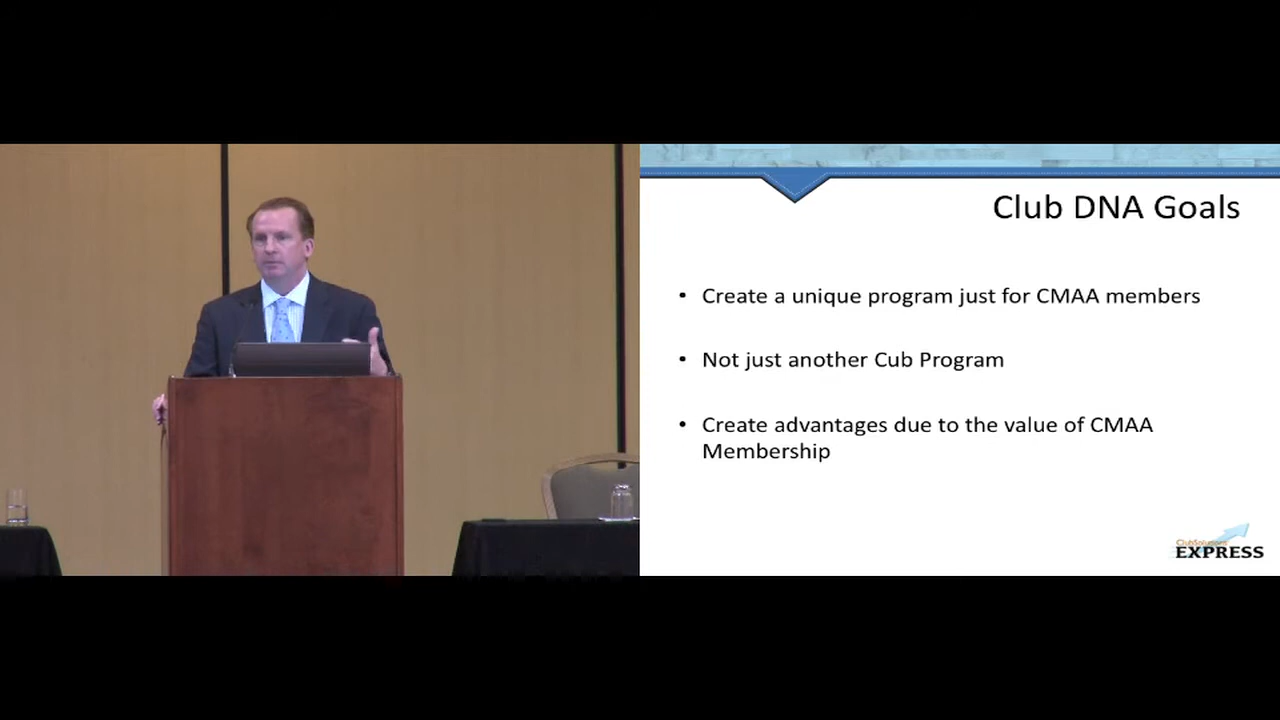 Club DNA Goals
• Create a unique program just for CMAA members
• Not just another Cub Program
• Create advantages due to the value of CMAA
Membership
ClubSolutions
EXPRESS